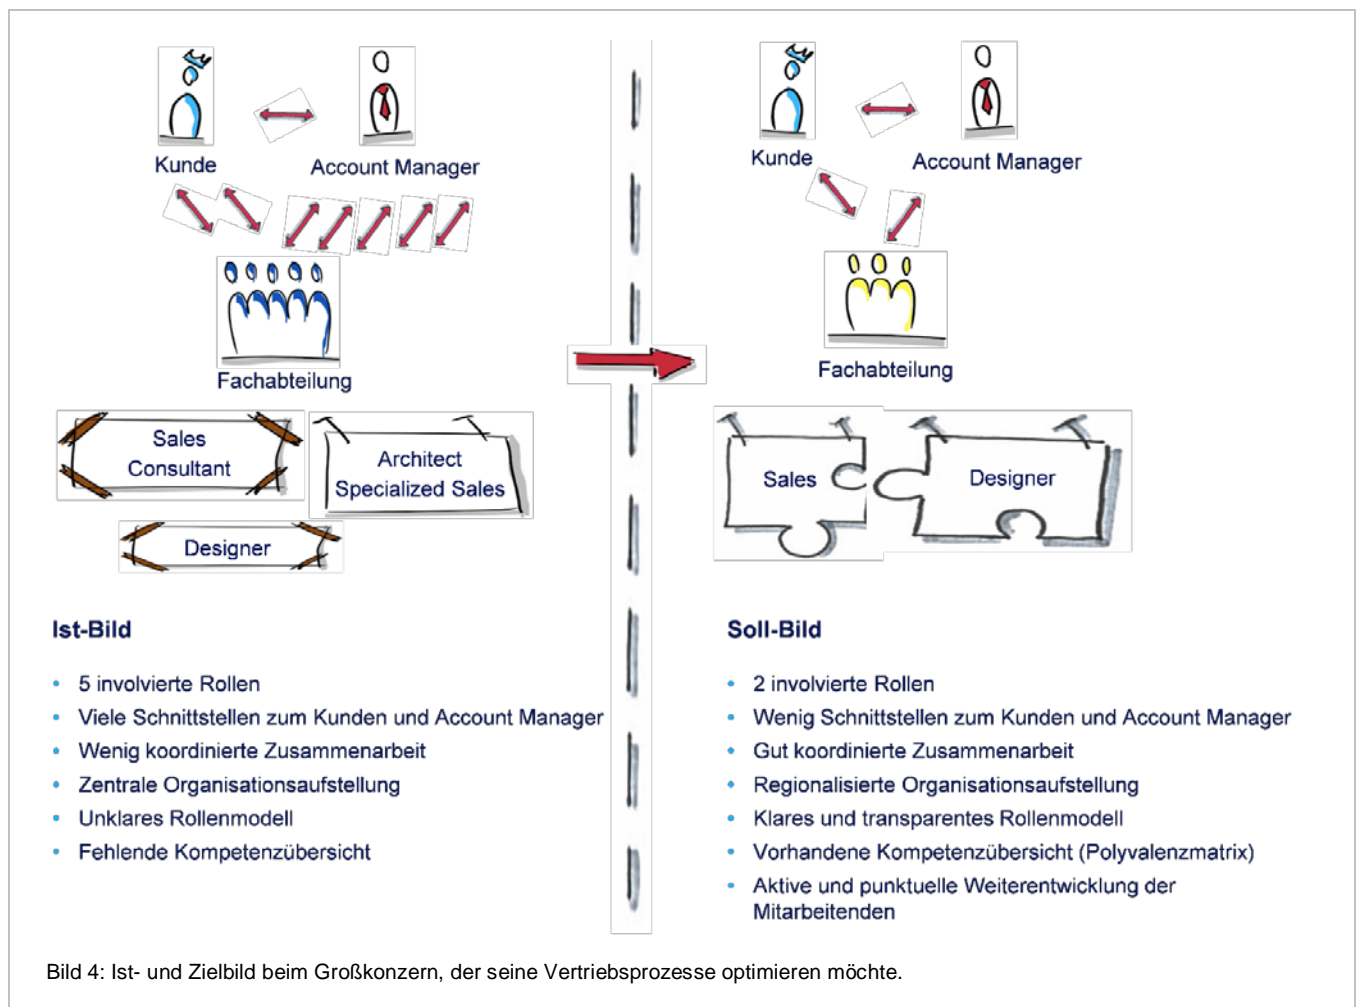 Kunde
Account Manager
Fachabteilung
Sales
Consultant
Architect
Specialized Sales
Designer
Ist-Bild
• 5 involvierte Rollen
• Viele Schnittstellen zum Kunden und Account Manager
• Wenig koordinierte Zusammenarbeit
• Zentrale Organisationsaufstellung
• Unklares Rollenmodell
• Fehlende Kompetenzübersicht
Kunde
Account Manager
Fachabteilung
Sales
Designer
Soll-Bild
• 2 involvierte Rollen
• Wenig Schnittstellen zum Kunden und Account Manager
• Gut koordinierte Zusammenarbeit
• Regionalisierte Organisationsaufstellung
• Klares und transparentes Rollenmodell
• Vorhandene Kompetenzübersicht (Polyvalenzmatrix)
• Aktive und punktuelle Weiterentwicklung der
Mitarbeitenden
Bild 4: Ist- und Zielbild beim Großkonzern, der seine Vertriebsprozesse optimieren möchte.